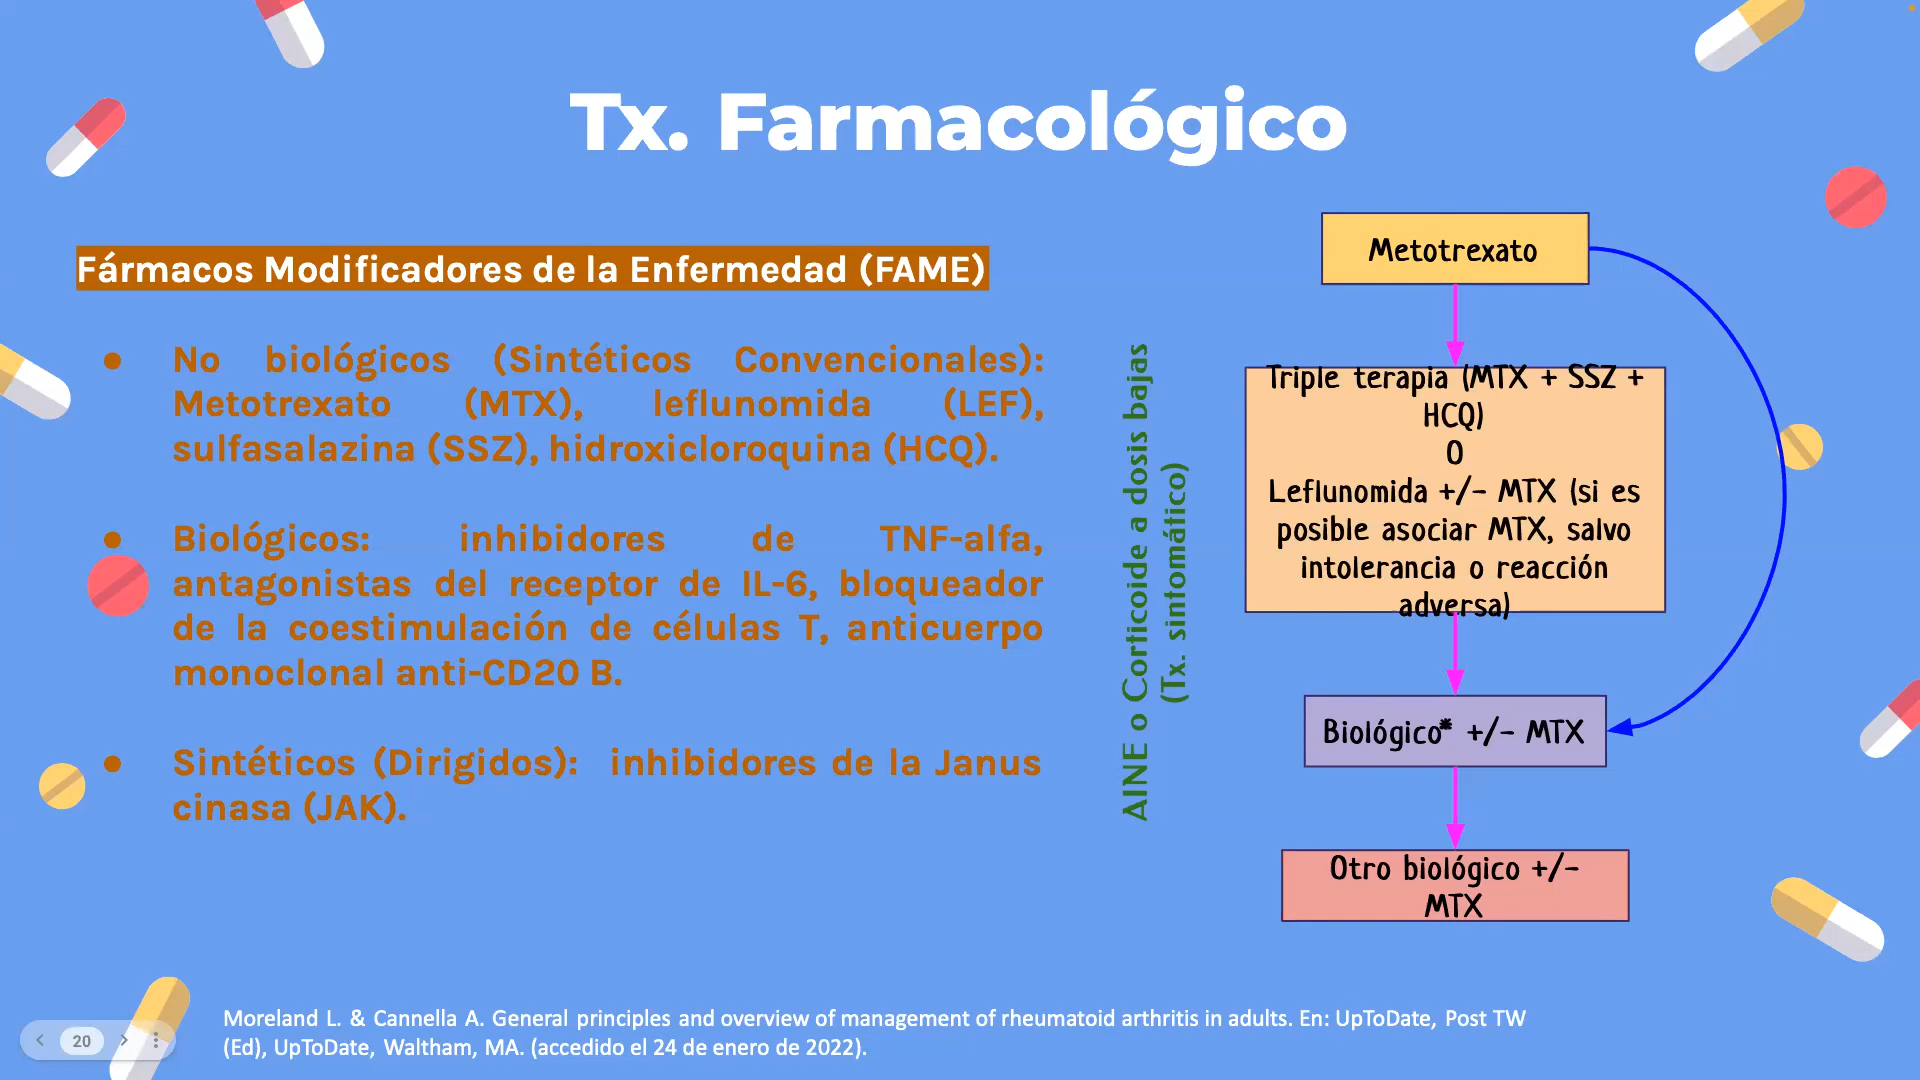 Tx. Farmacológico
Fármacos Modificadores de la Enfermedad (FAME)
● No biológicos (Sintéticos Convencionales):
Metotrexato (MTX), leflunomida (LEF),
sulfasalazina (SSZ), hidroxicloroquina (HCQ).
● Biológicos: inhibidores de TNF-alfa,
antagonistas del receptor de IL-6, bloqueador
de la coestimulación de células T, anticuerpo
monoclonal anti-CD20 B.
● Sintéticos (Dirigidos): inhibidores de la Janus
cinasa (JAK).
AINE o Corticoide a dosis bajas
(Tx. sintomático)
Metotrexato
Triple terapia (MTX + SSZ +
HCQ)
O
Leflunomida +/- MTX (si es
posible asociar MTX, salvo
intolerancia o reacción
adversa)
Biológico* +/- MTX
Otro biológico +/-
MTX
Moreland L. & Cannella A. General principles and overview of management of rheumatoid arthritis in adults. En: UpToDate, Post TW
(Ed), UpToDate, Waltham, MA. (accedido el 24 de enero de 2022).
20